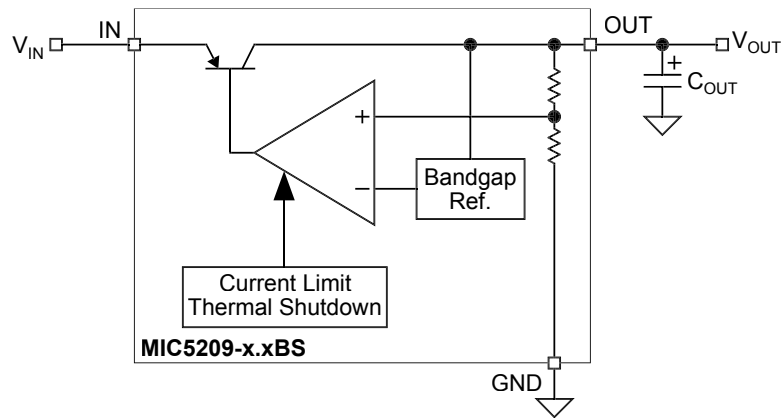 IN
OUT
V_IN
V_OUT
+
C_OUT
+
−
Bandgap
Ref.
Current Limit
Thermal Shutdown
MIC5209-x.xBS
GND